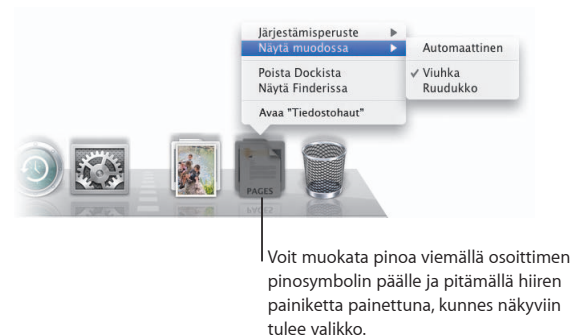 Järjestämisperuste
Näytä muodossa
Automaattinen
✓ Viuhka
Ruudukko
Poista Dockista
Näytä Finderissa
Avaa "Tiedostohaut"
PAGES
Voit muokata pinoa viemällä osoittimen
pinosymbolin päälle ja pitämällä hiiren
painiketta painettuna, kunnes näkyviin
tulee valikko.